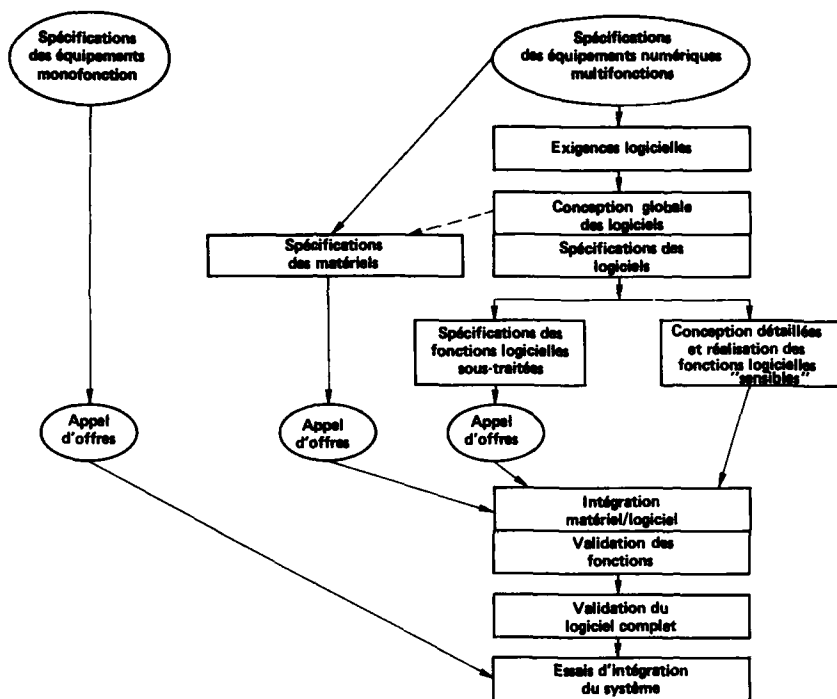 Spécifications
des équipements
monofonction
Spécifications
des équipements numériques
multifonctions
Exigences logicielles
Conception globale
des logiciels
Spécifications
des matériels
Spécifications des
logiciels
Spécifications des
fonctions logicielles
sous-traitées
Conception détaillées
et réalisation des
fonctions logicielles
"sensibles"
Appel
d'offres
Appel
d'offres
Appel
d'offres
Intégration
matériel/logiciel
Validation des
fonctions
Validation du
logiciel complet
Essais d'intégration
du système